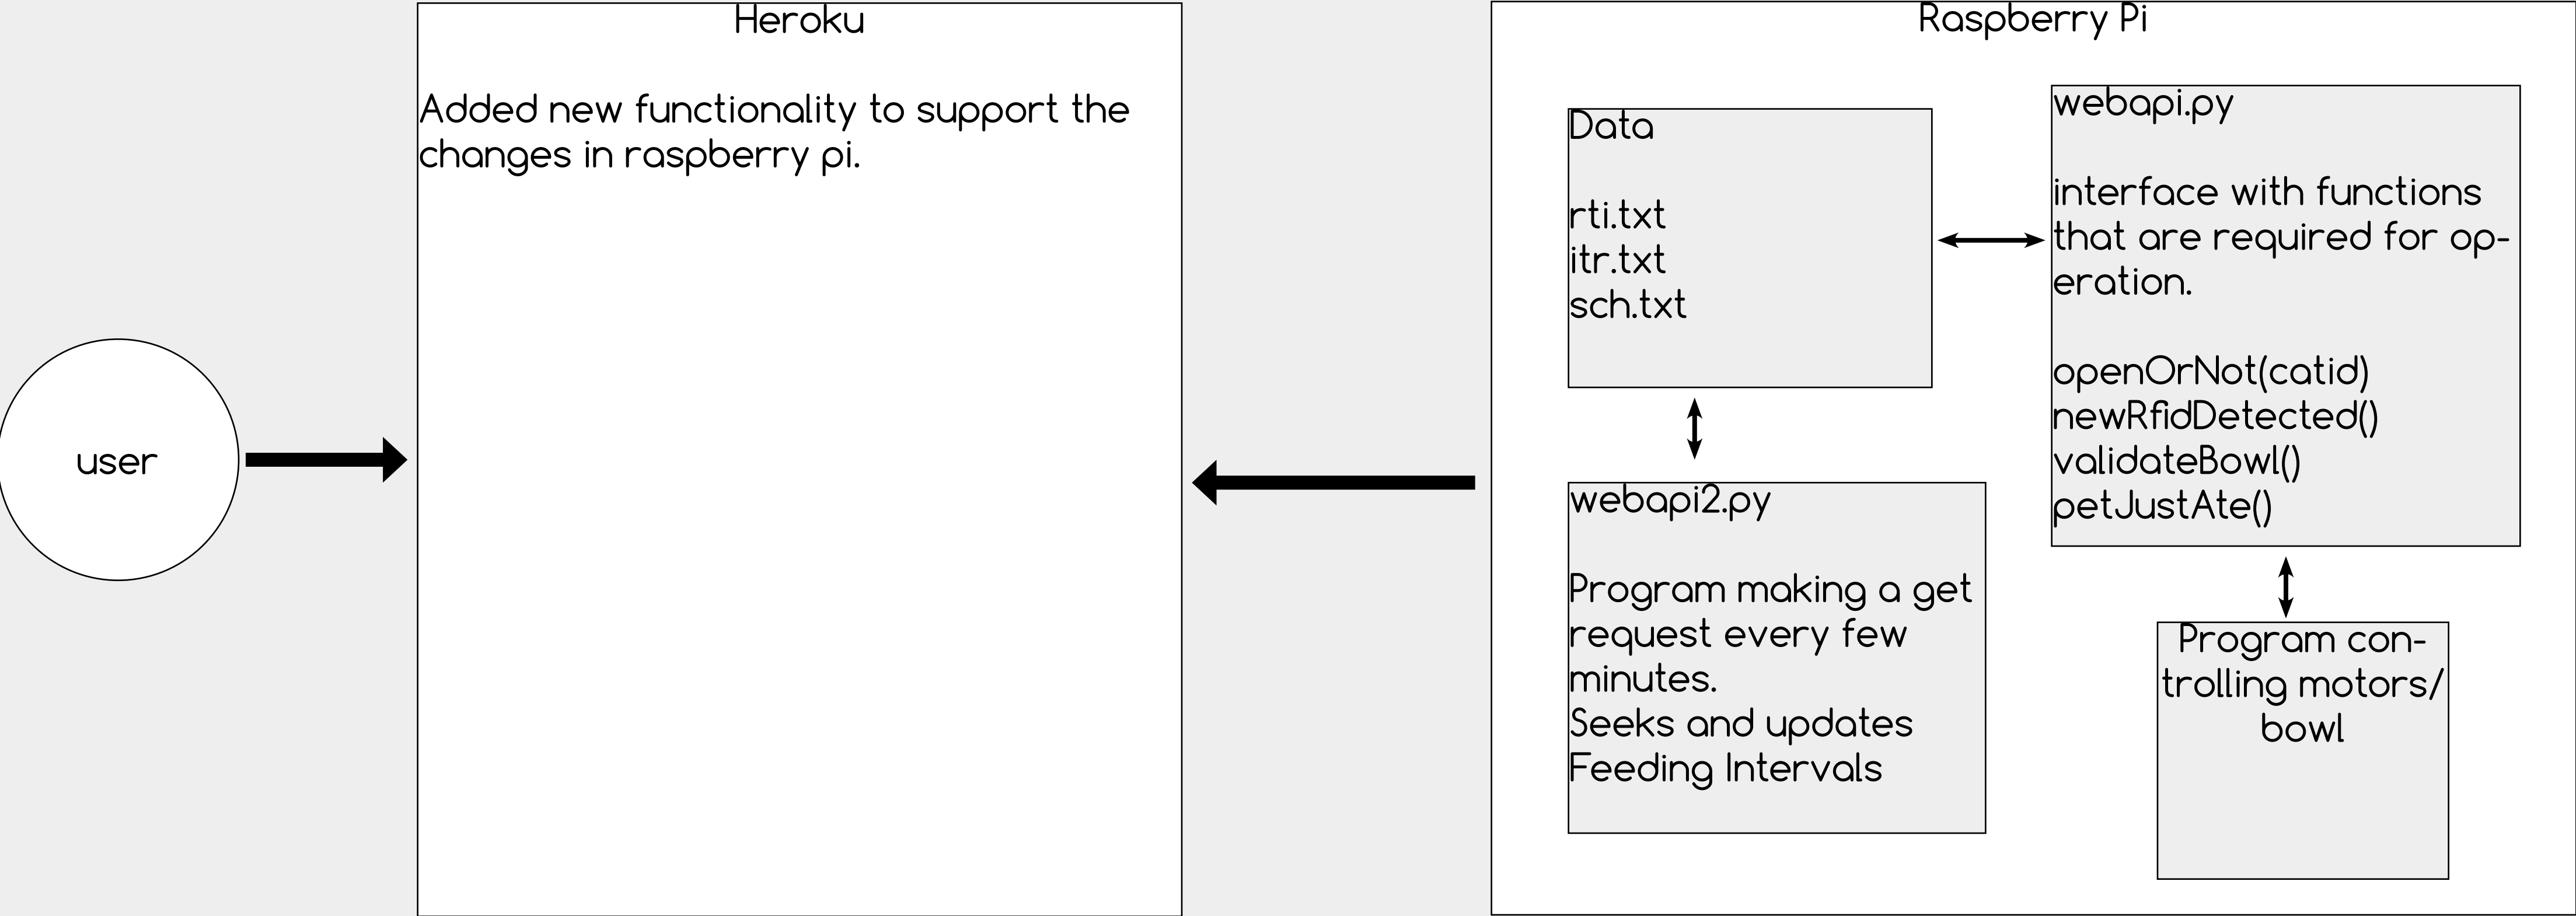 user
Heroku
Added new functionality to support the
changes in raspberry pi.
Raspberry Pi
Data
rti.txt
itr.txt
sch.txt
webapi.py
interface with functions
that are required for op-
eration.
openOrNot(catid)
newRfidDetected()
validateBowl()
petJustAte()
webapi2.py
Program making a get
request every few
minutes.
Seeks and updates
Feeding Intervals
Program con-
trolling motors/
bowl